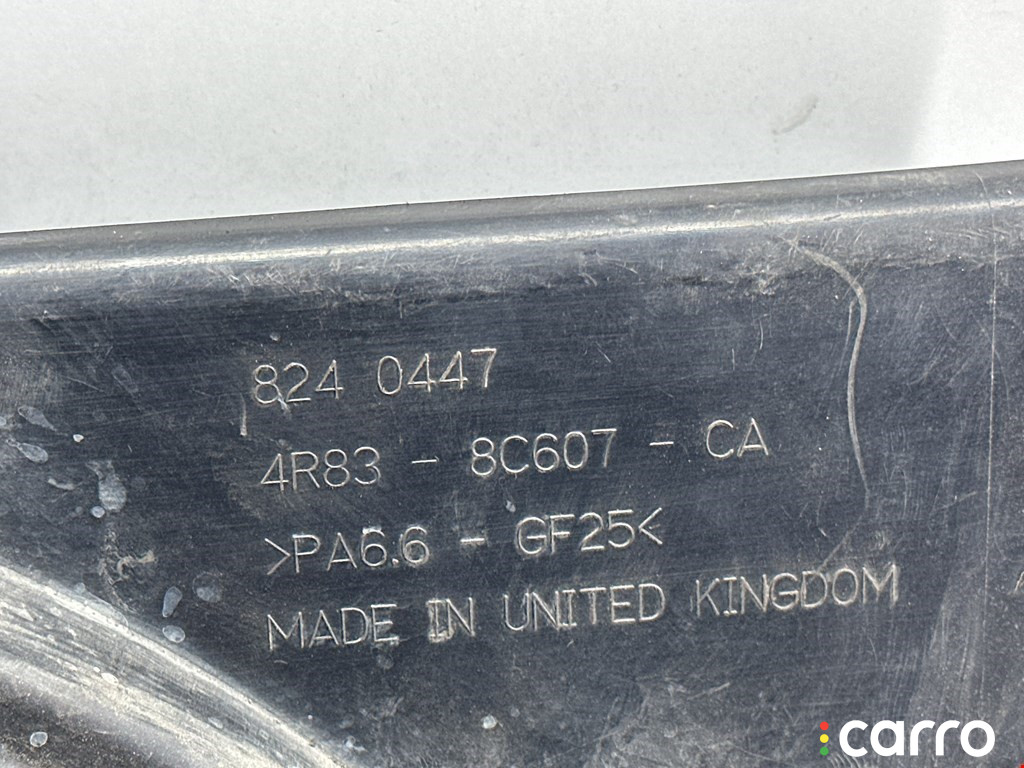 824 0447
4R83 - 8C607 - CA
>PA6.6 - GF25<
MADE IN UNITED KINGDOM
carro